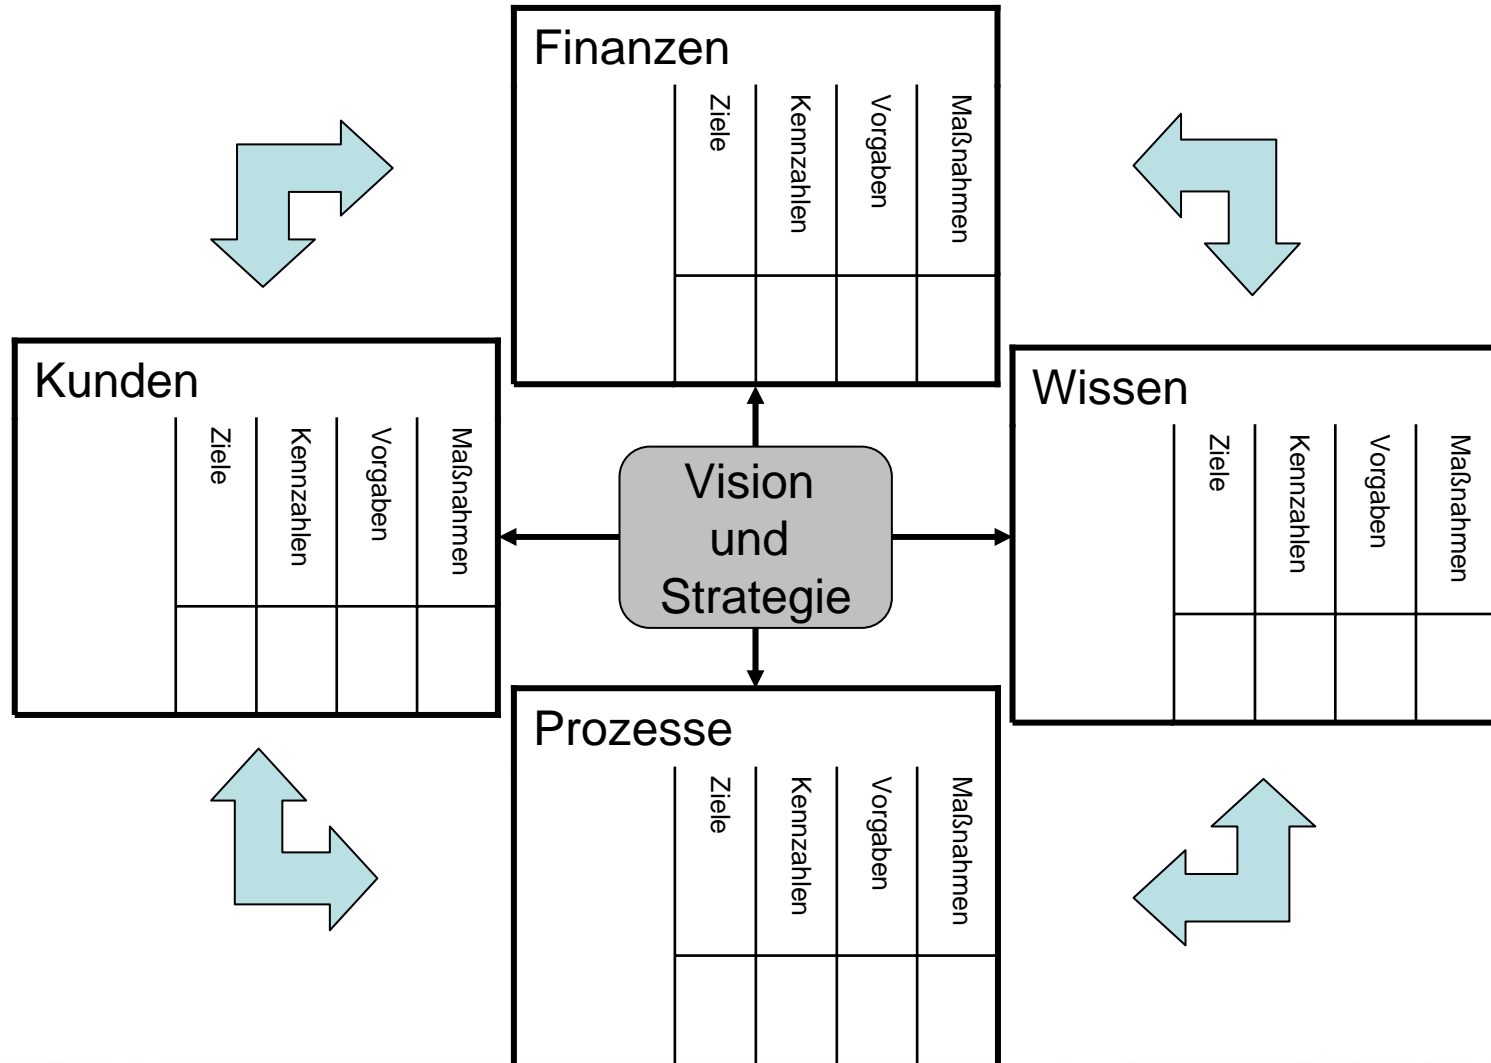 Finanzen
Ziele
Kennzahlen
Vorgaben
Maßnahmen
Kunden
Ziele
Kennzahlen
Vorgaben
Maßnahmen
Vision
und
Strategie
Wissen
Ziele
Kennzahlen
Vorgaben
Maßnahmen
Prozesse
Ziele
Kennzahlen
Vorgaben
Maßnahmen